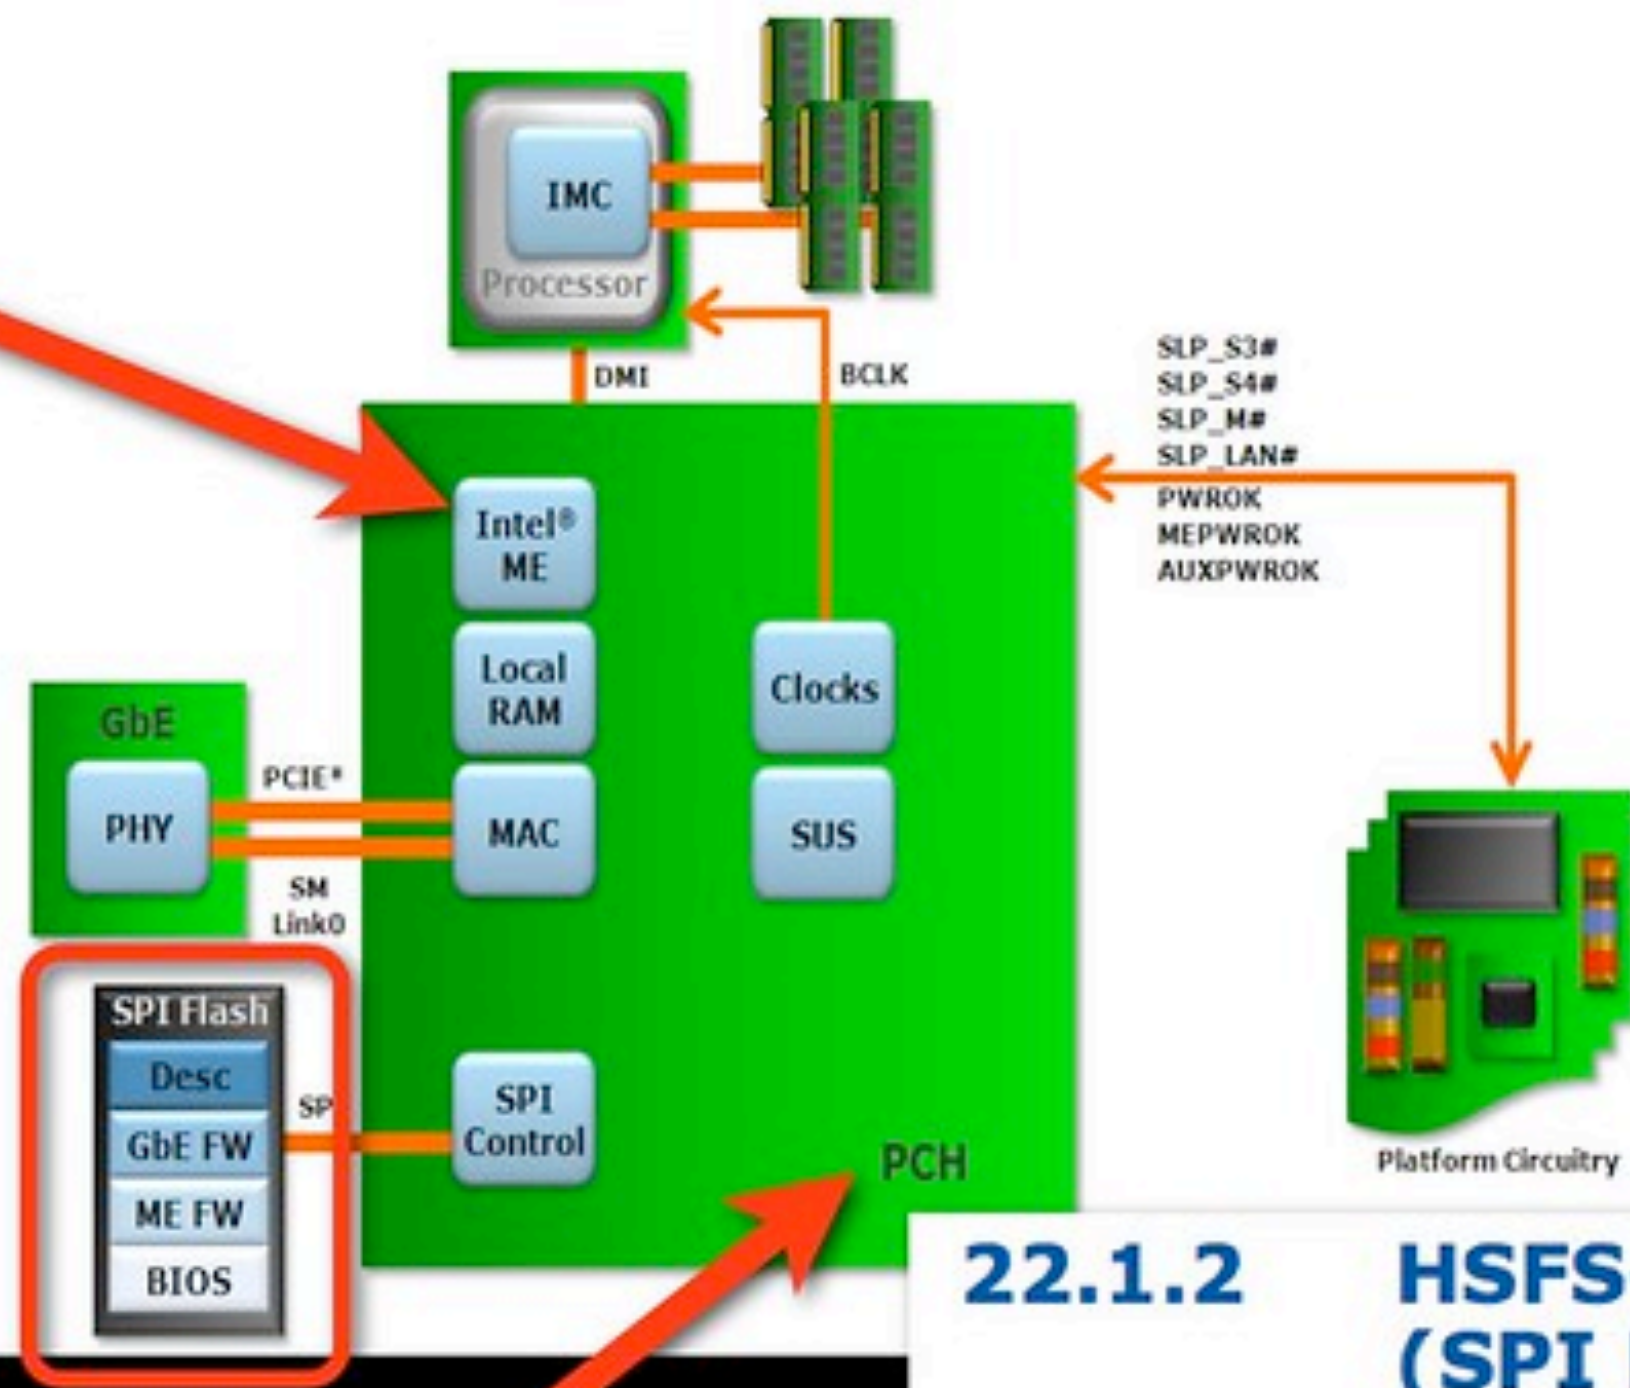 IMC
Processor
DMI
BCLK
SLP_S3#
SLP_S4#
SLP_M#
SLP_LAN#
PWROK
MEPWROK
AUXPWROK
Intel®
ME
Local
RAM
Clocks
GbE
PHY
PCIE*
MAC
SUS
SM
Link0
SPI Flash
Desc
GbE FW
ME FW
BIOS
SP
SPI
Control
PCH
Platform Circuitry
22.1.2 HSFS
(SPI